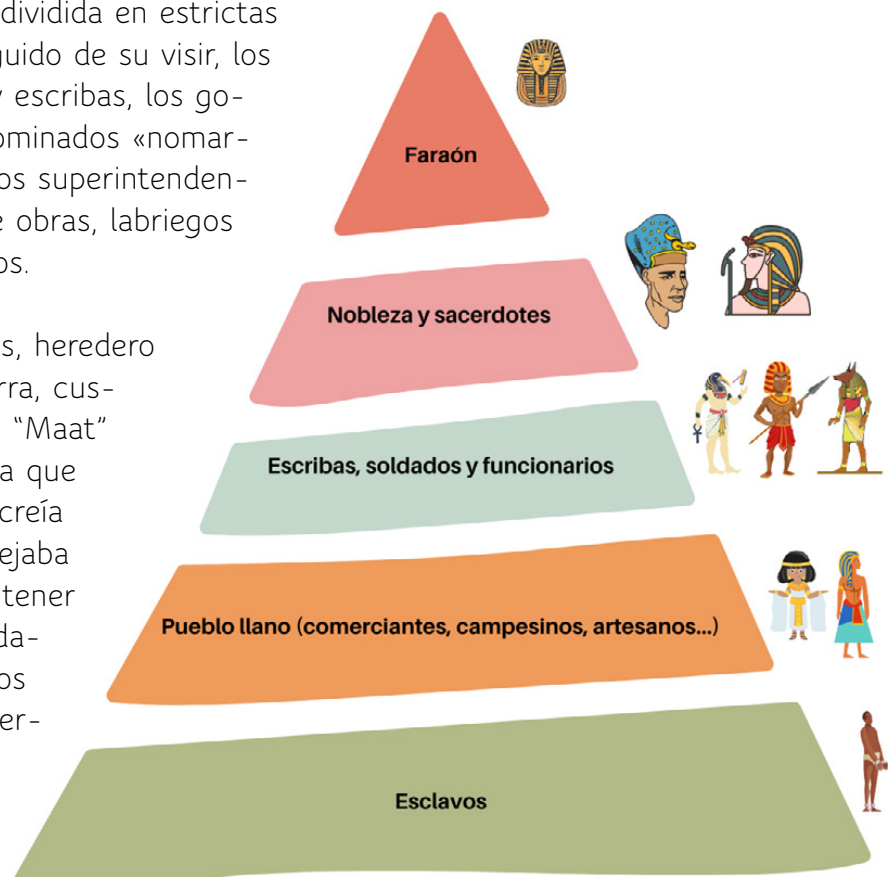 dividida en estrictas
guido de su visir, los
y escribas, los go-
ominados «nomar-
os superintenden-
e obras, labriegos
os.
s, heredero
rra, cus-
“Maat”
a que
creía
ejaba
tener
da-
os
er-
Faraón
Nobleza y sacerdotes
Escribas, soldados y funcionarios
Pueblo llano (comerciantes, campesinos, artesanos...)
Esclavos